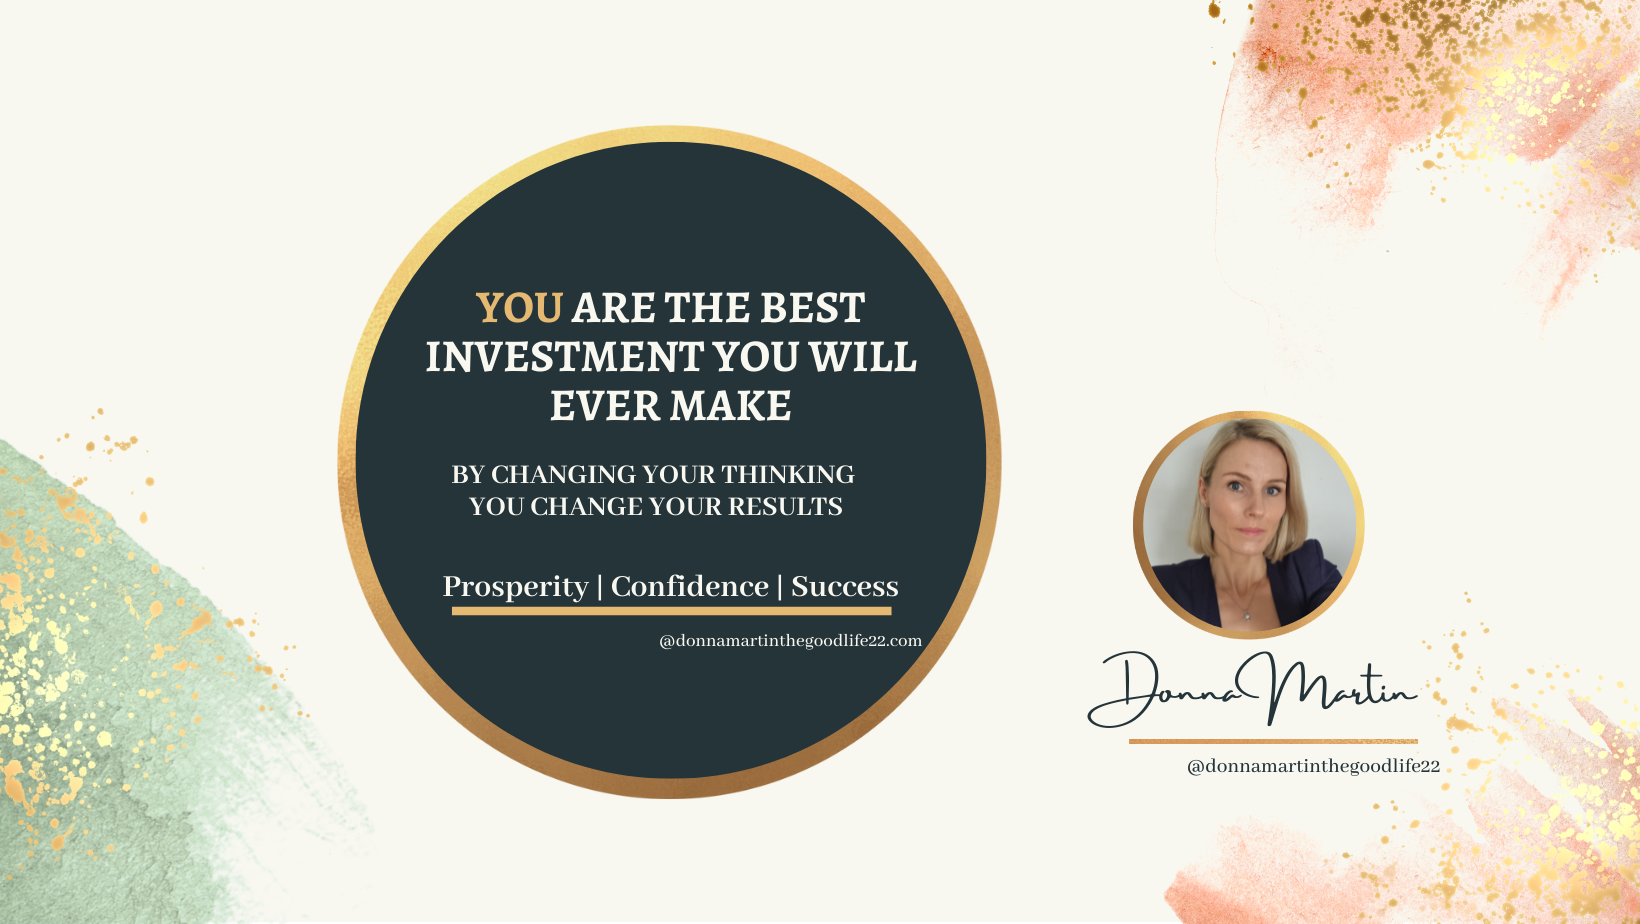 YOU ARE THE BEST
INVESTMENT YOU WILL
EVER MAKE
BY CHANGING YOUR THINKING
YOU CHANGE YOUR RESULTS
Prosperity | Confidence | Success
@donnamartinthegoodlife22.com
Donna Martin
@donnamartinthegoodlife22